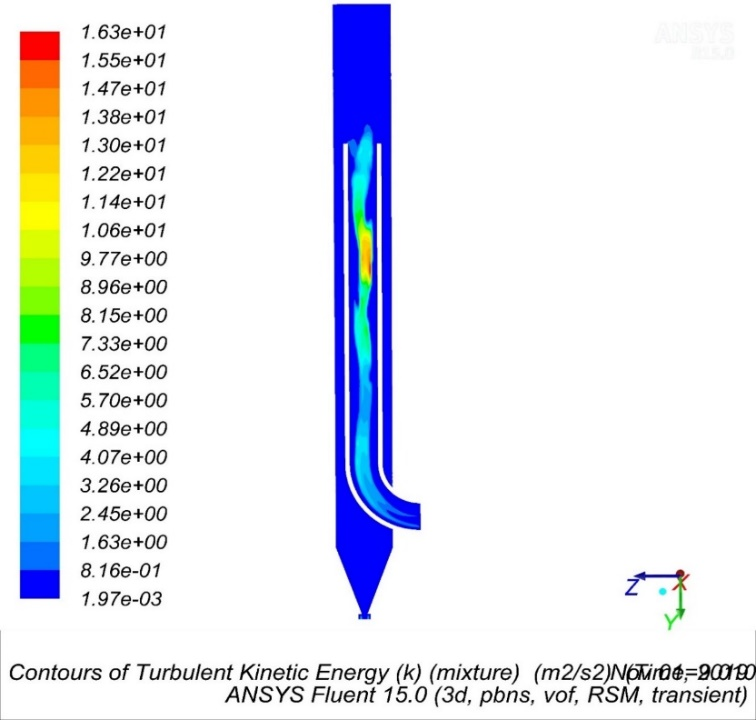 1.63e+01
1.55e+01
1.47e+01
1.38e+01
1.30e+01
1.22e+01
1.14e+01
1.06e+01
9.77e+00
8.96e+00
8.15e+00
7.33e+00
6.52e+00
5.70e+00
4.89e+00
4.07e+00
3.26e+00
2.45e+00
1.63e+00
8.16e-01
1.97e-03
ANSYS
R15.0
Z
X
Y
Contours of Turbulent Kinetic Energy (k) (mixture) (m2/s2)
ANSYS Fluent 15.0 (3d, pbns, vof, RSM, transient)